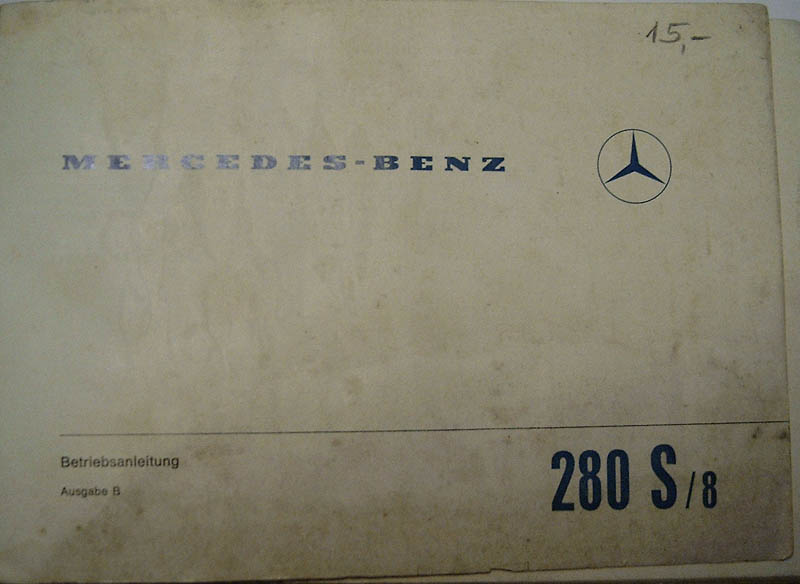 15,-
MERCEDES-BENZ
Betriebsanleitung
Ausgabe B
280 S/8